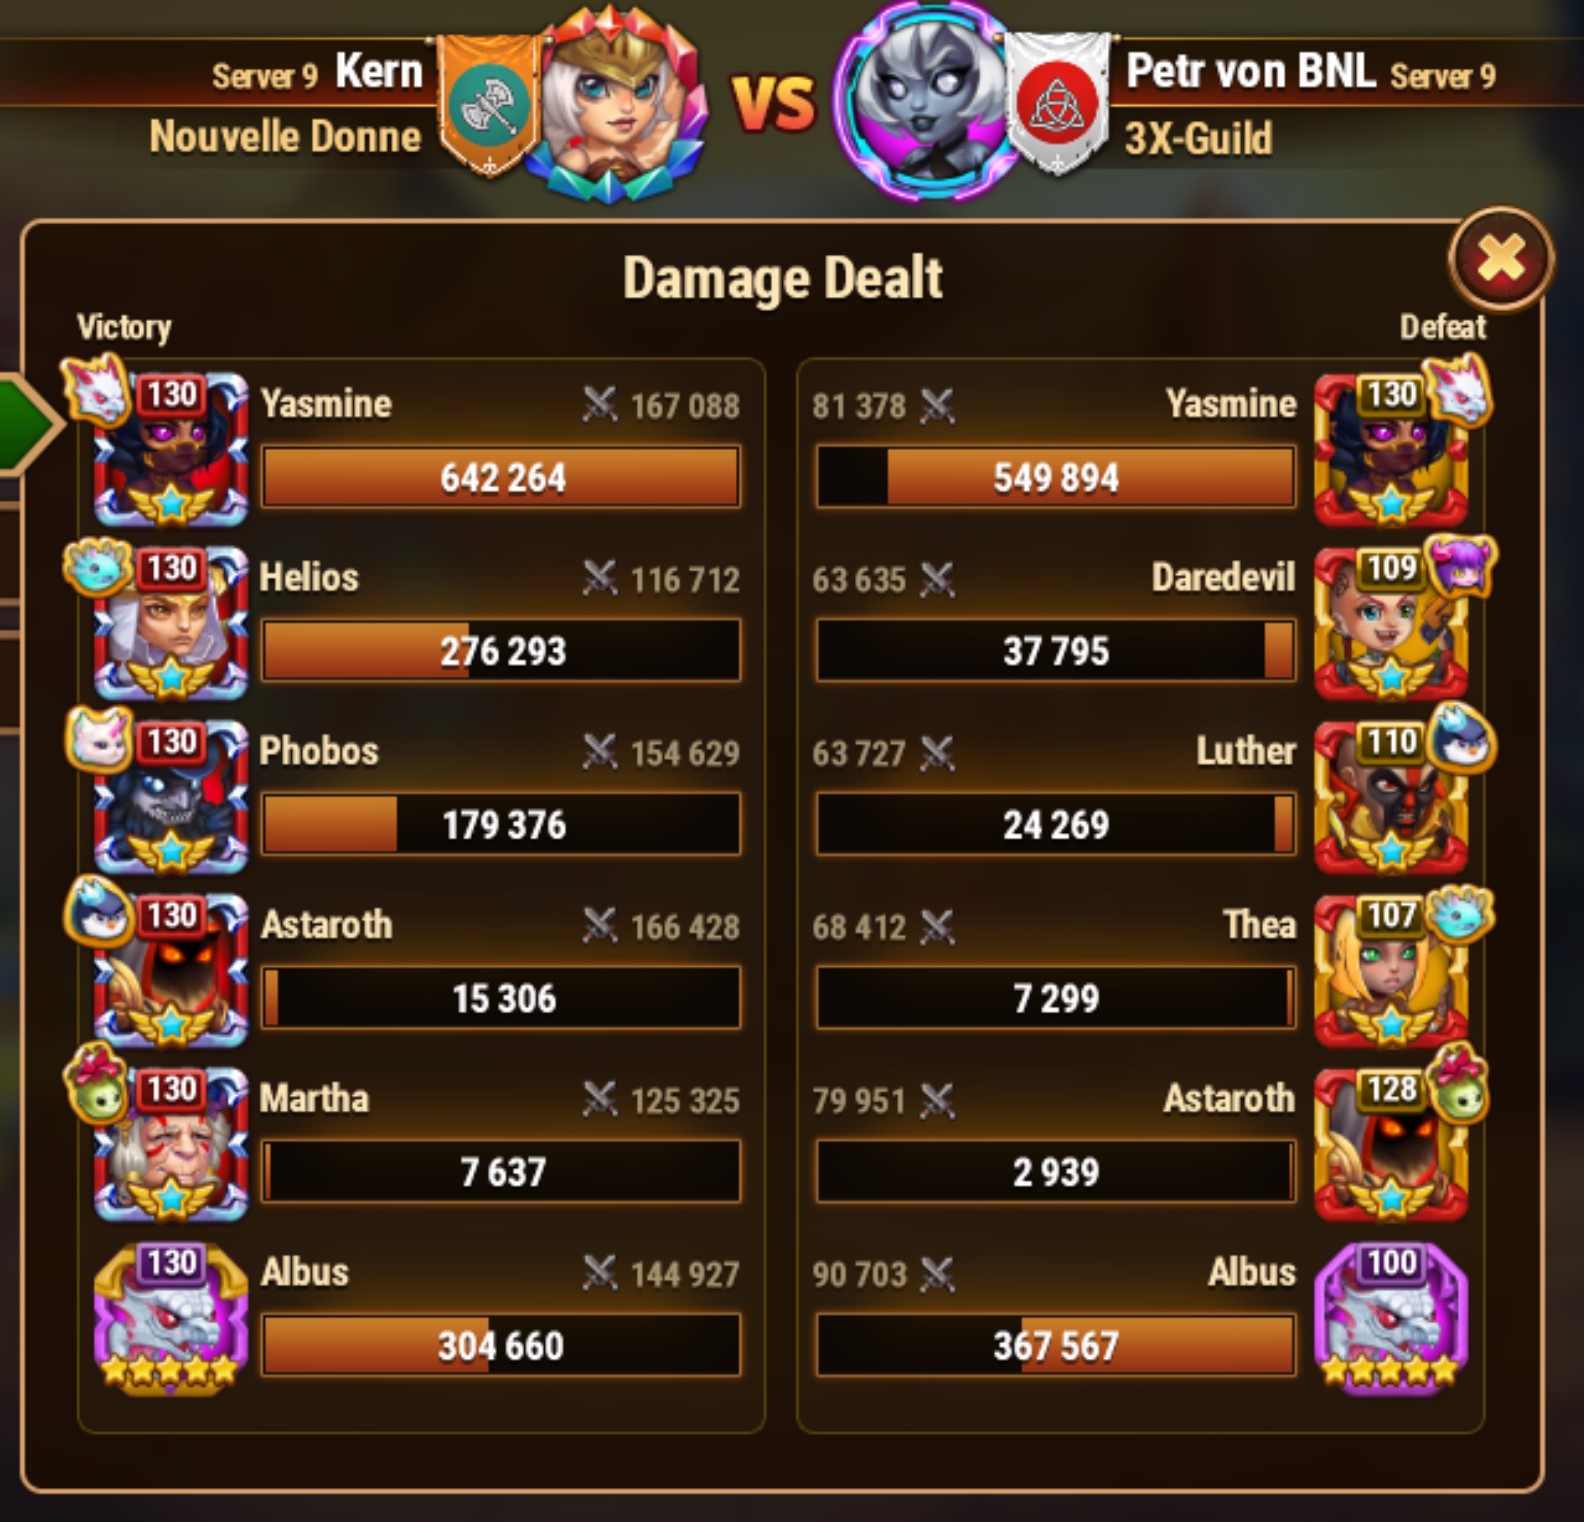 Server 9 Kern VS Petr von BNL Server 9
Nouvelle Donne 3X-Guild
Damage Dealt
Victory Defeat
130 Yasmine 167 088 81 378 Yasmine 130
642 264 549 894
130 Helios 116 712 63 635 Daredevil 109
276 293 37 795
130 Phobos 154 629 63 727 Luther 110
179 376 24 269
130 Astaroth 166 428 68 412 Thea 107
15 306 7 299
130 Martha 125 325 79 951 Astaroth 128
7 637 2 939
130 Albus 144 927 90 703 Albus 100
304 660 367 567